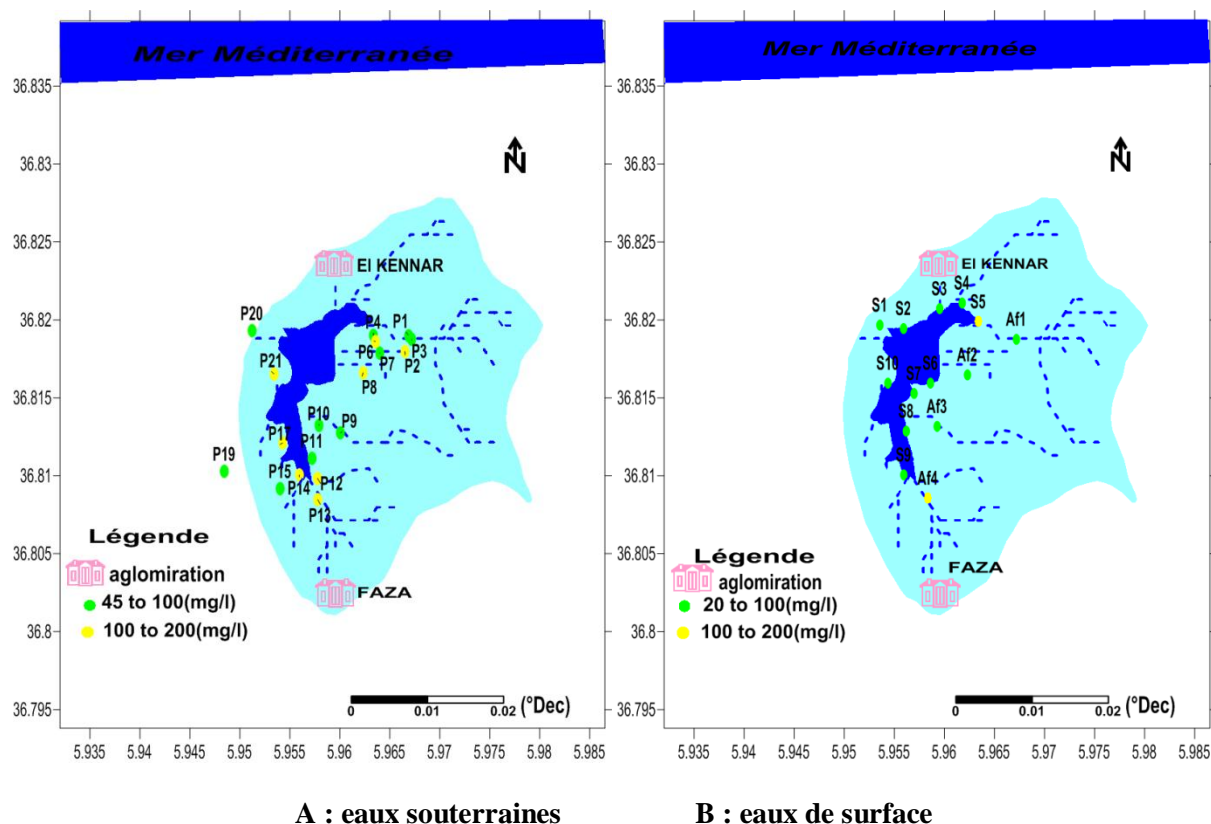 Mer Méditerranée
36.835
36.83
36.825
36.82
36.815
36.81
36.805
36.8
36.795
N
El KENNAR
P20
P4
P1
P6
P7
P3
P2
P21
P8
P10
P9
P17
P11
P19
P15
P14
P12
P13
Légende
aglomiration
45 to 100(mg/l)
100 to 200(mg/l)
FAZA
0
0.01
0.02
(°Dec)
5.935
5.94
5.945
5.95
5.955
5.96
5.965
5.97
5.975
5.98
5.985
Mer Méditerranée
36.835
36.83
36.825
36.82
36.815
36.81
36.805
36.8
36.795
N
El KENNAR
S1
S2
S3
S4
S5
Af1
S10
S7
S6
Af2
S8
Af3
S9
Af4
Légende
aglomiration
20 to 100(mg/l)
100 to 200(mg/l)
FAZA
0
0.01
0.02
(°Dec)
5.935
5.94
5.945
5.95
5.955
5.96
5.965
5.97
5.975
5.98
5.985
A : eaux souterraines
B : eaux de surface